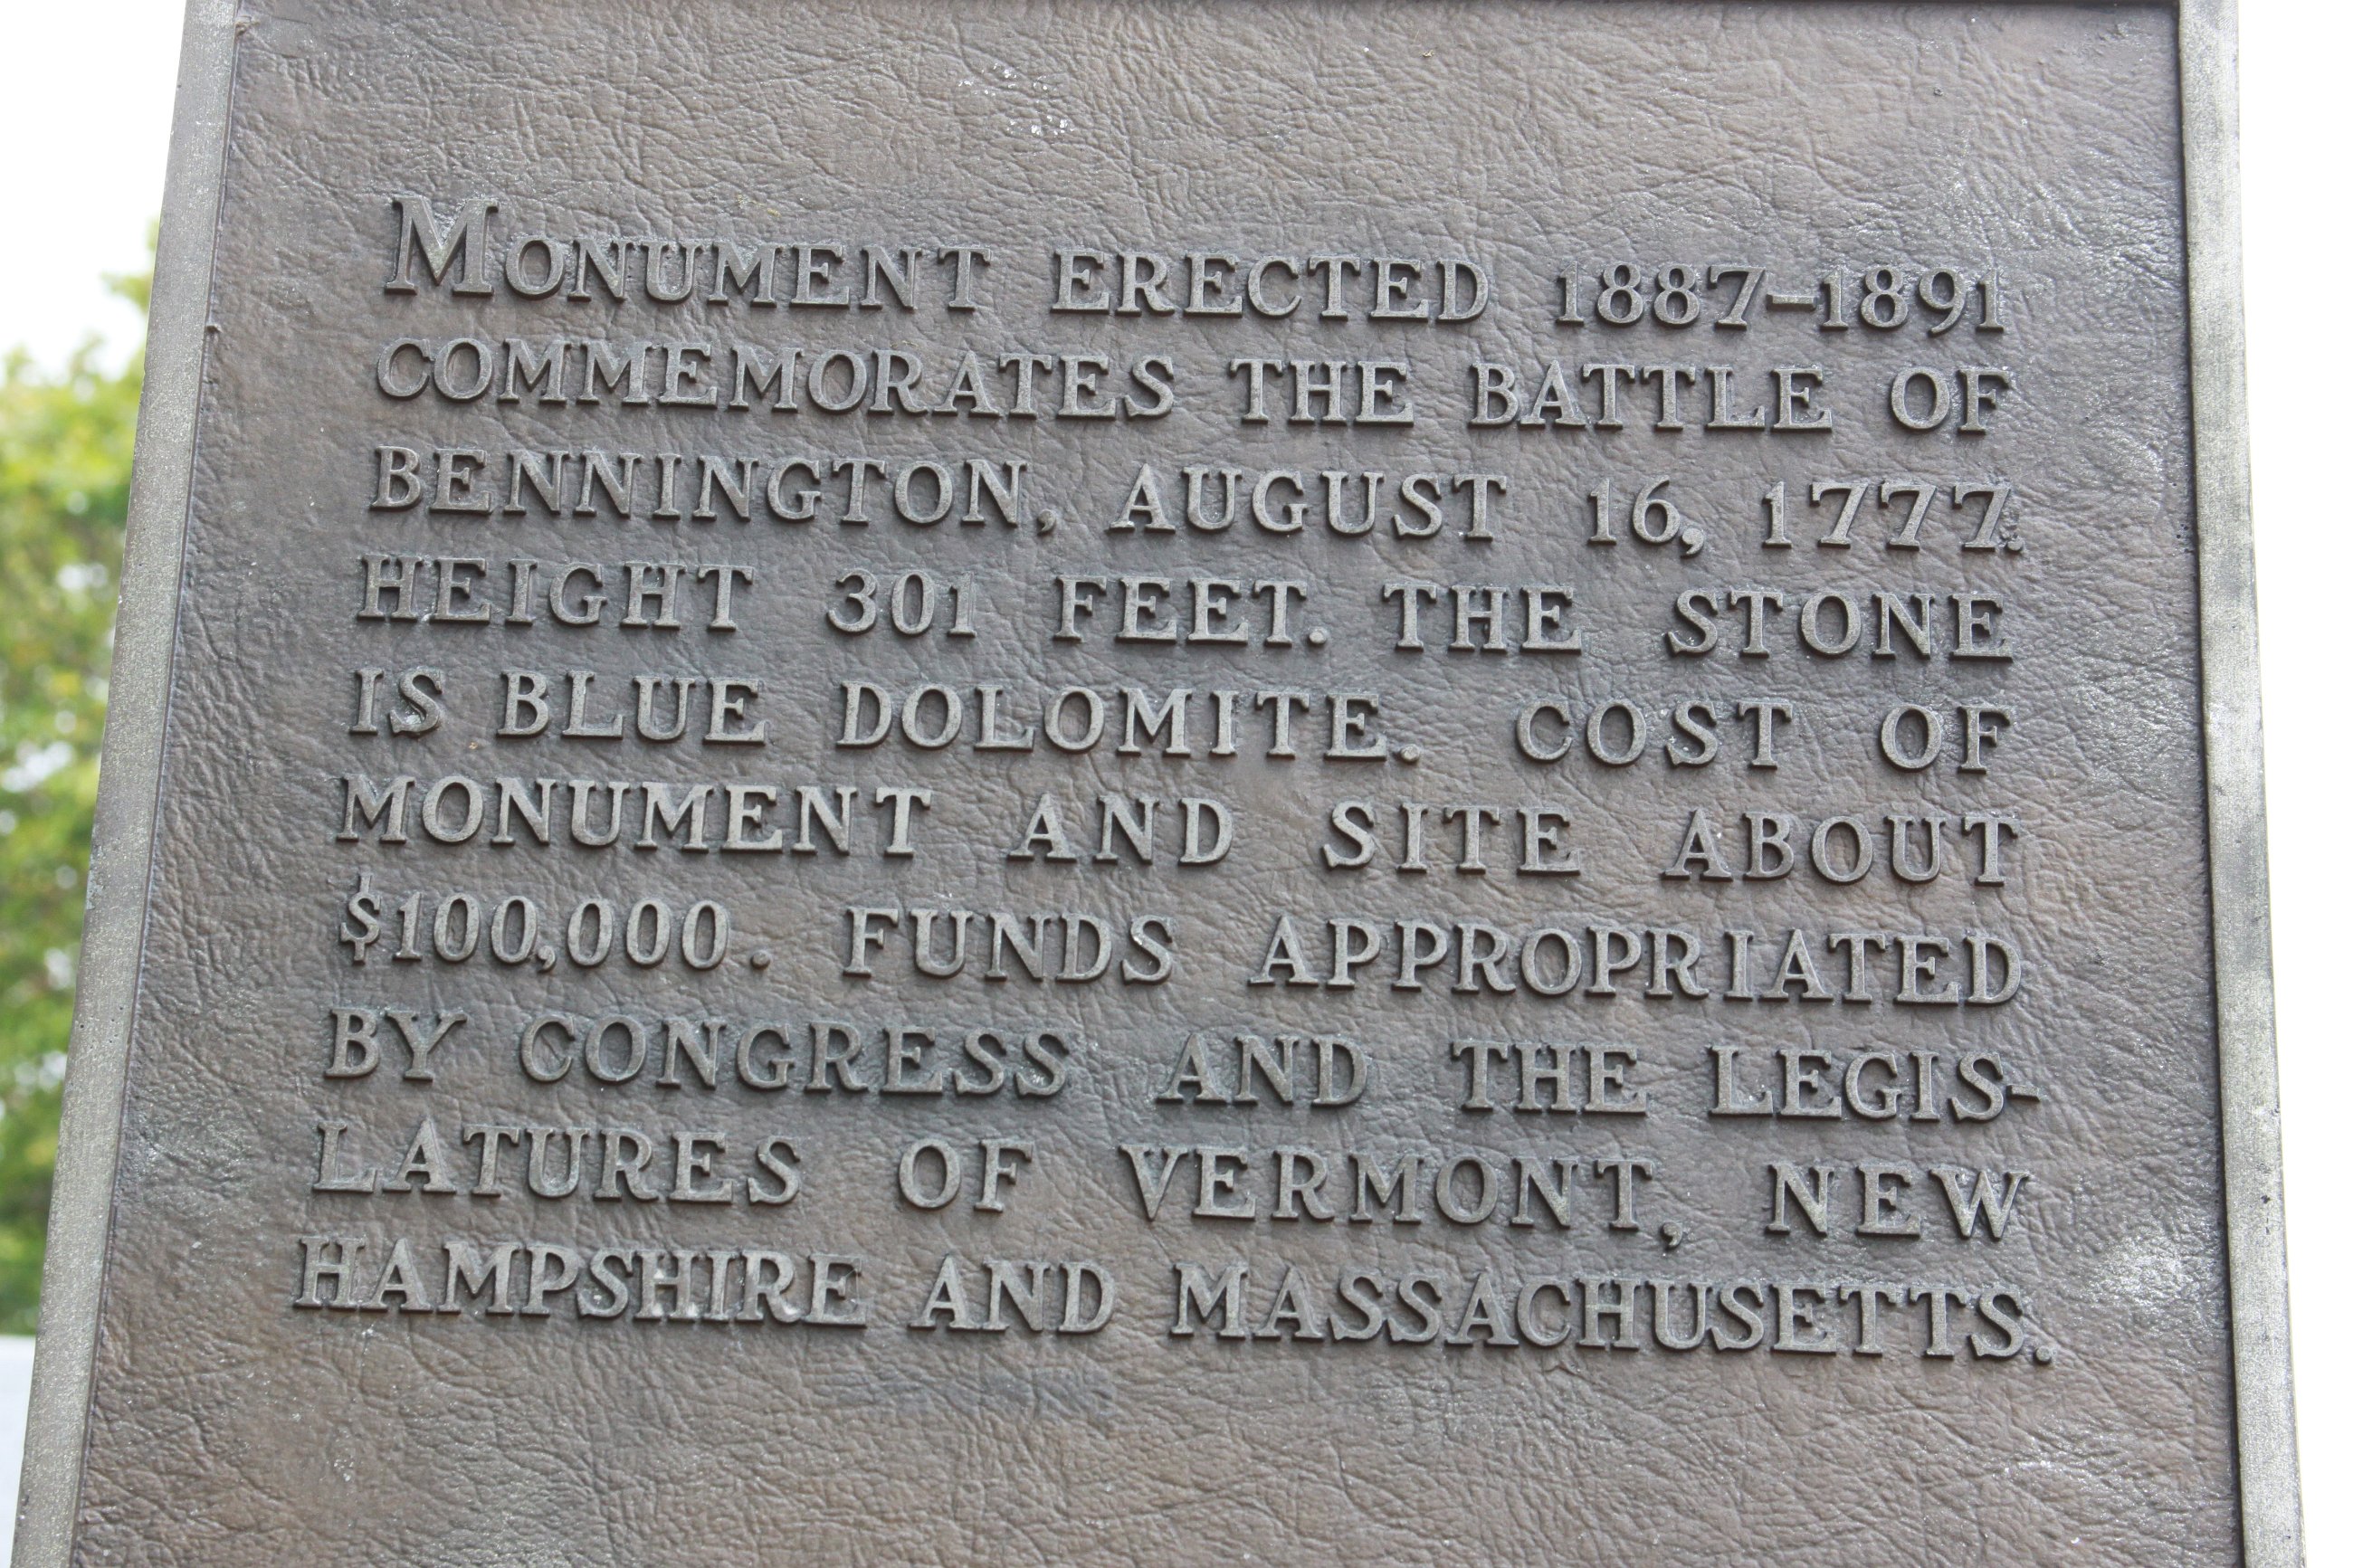 MONUMENT ERECTED 1887-1891
COMMEMORATES THE BATTLE OF
BENNINGTON, AUGUST 16, 1777.
HEIGHT 301 FEET. THE STONE
IS BLUE DOLOMITE. COST OF
MONUMENT AND SITE ABOUT
$100,000. FUNDS APPROPRIATED
BY CONGRESS AND THE LEGIS-
LATURES OF VERMONT, NEW
HAMPSHIRE AND MASSACHUSETTS.